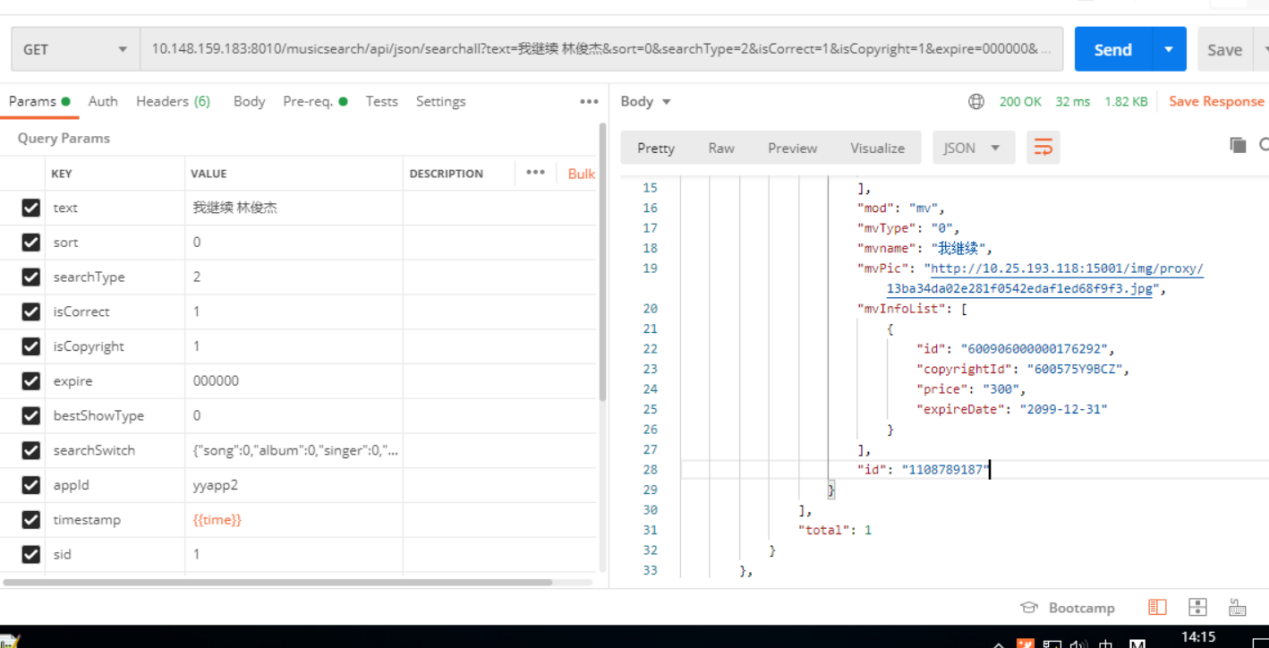 GET 10.148.159.183:8010/musicsearch/api/json/searchall?text=我继续 林俊杰&sort=0&searchType=2&isCorrect=1&isCopyright=1&expire=000000& ... Send Save
Params Auth Headers (6) Body Pre-req. Tests Settings ••• Body 200 OK 32 ms 1.82 KB Save Response
Query Params
Pretty Raw Preview Visualize JSON
KEY VALUE DESCRIPTION ••• Bulk
text 我继续 林俊杰
sort 0
searchType 2
isCorrect 1
isCopyright 1
expire 000000
bestShowType 0
searchSwitch {"song":0,"album":0,"singer":0,"...
appId yyapp2
timestamp {{time}}
sid 1
15 ],
16 "mod": "mv",
17 "mvType": "0",
18 "mvname": "我继续",
19 "mvPic": "http://10.25.193.118:15001/img/proxy/
13ba34da02e281f0542edaf1ed68f9f3.jpg",
20 "mvInfoList": [
21 {
22 "id": "600906000000176292",
23 "copyrightId": "600575Y9BCZ",
24 "price": "300",
25 "expireDate": "2099-12-31"
26 }
27 ],
28 "id": "1108789187"
29 }
30 ],
31 "total": 1
32 }
33 },
Bootcamp
中 M 14:15